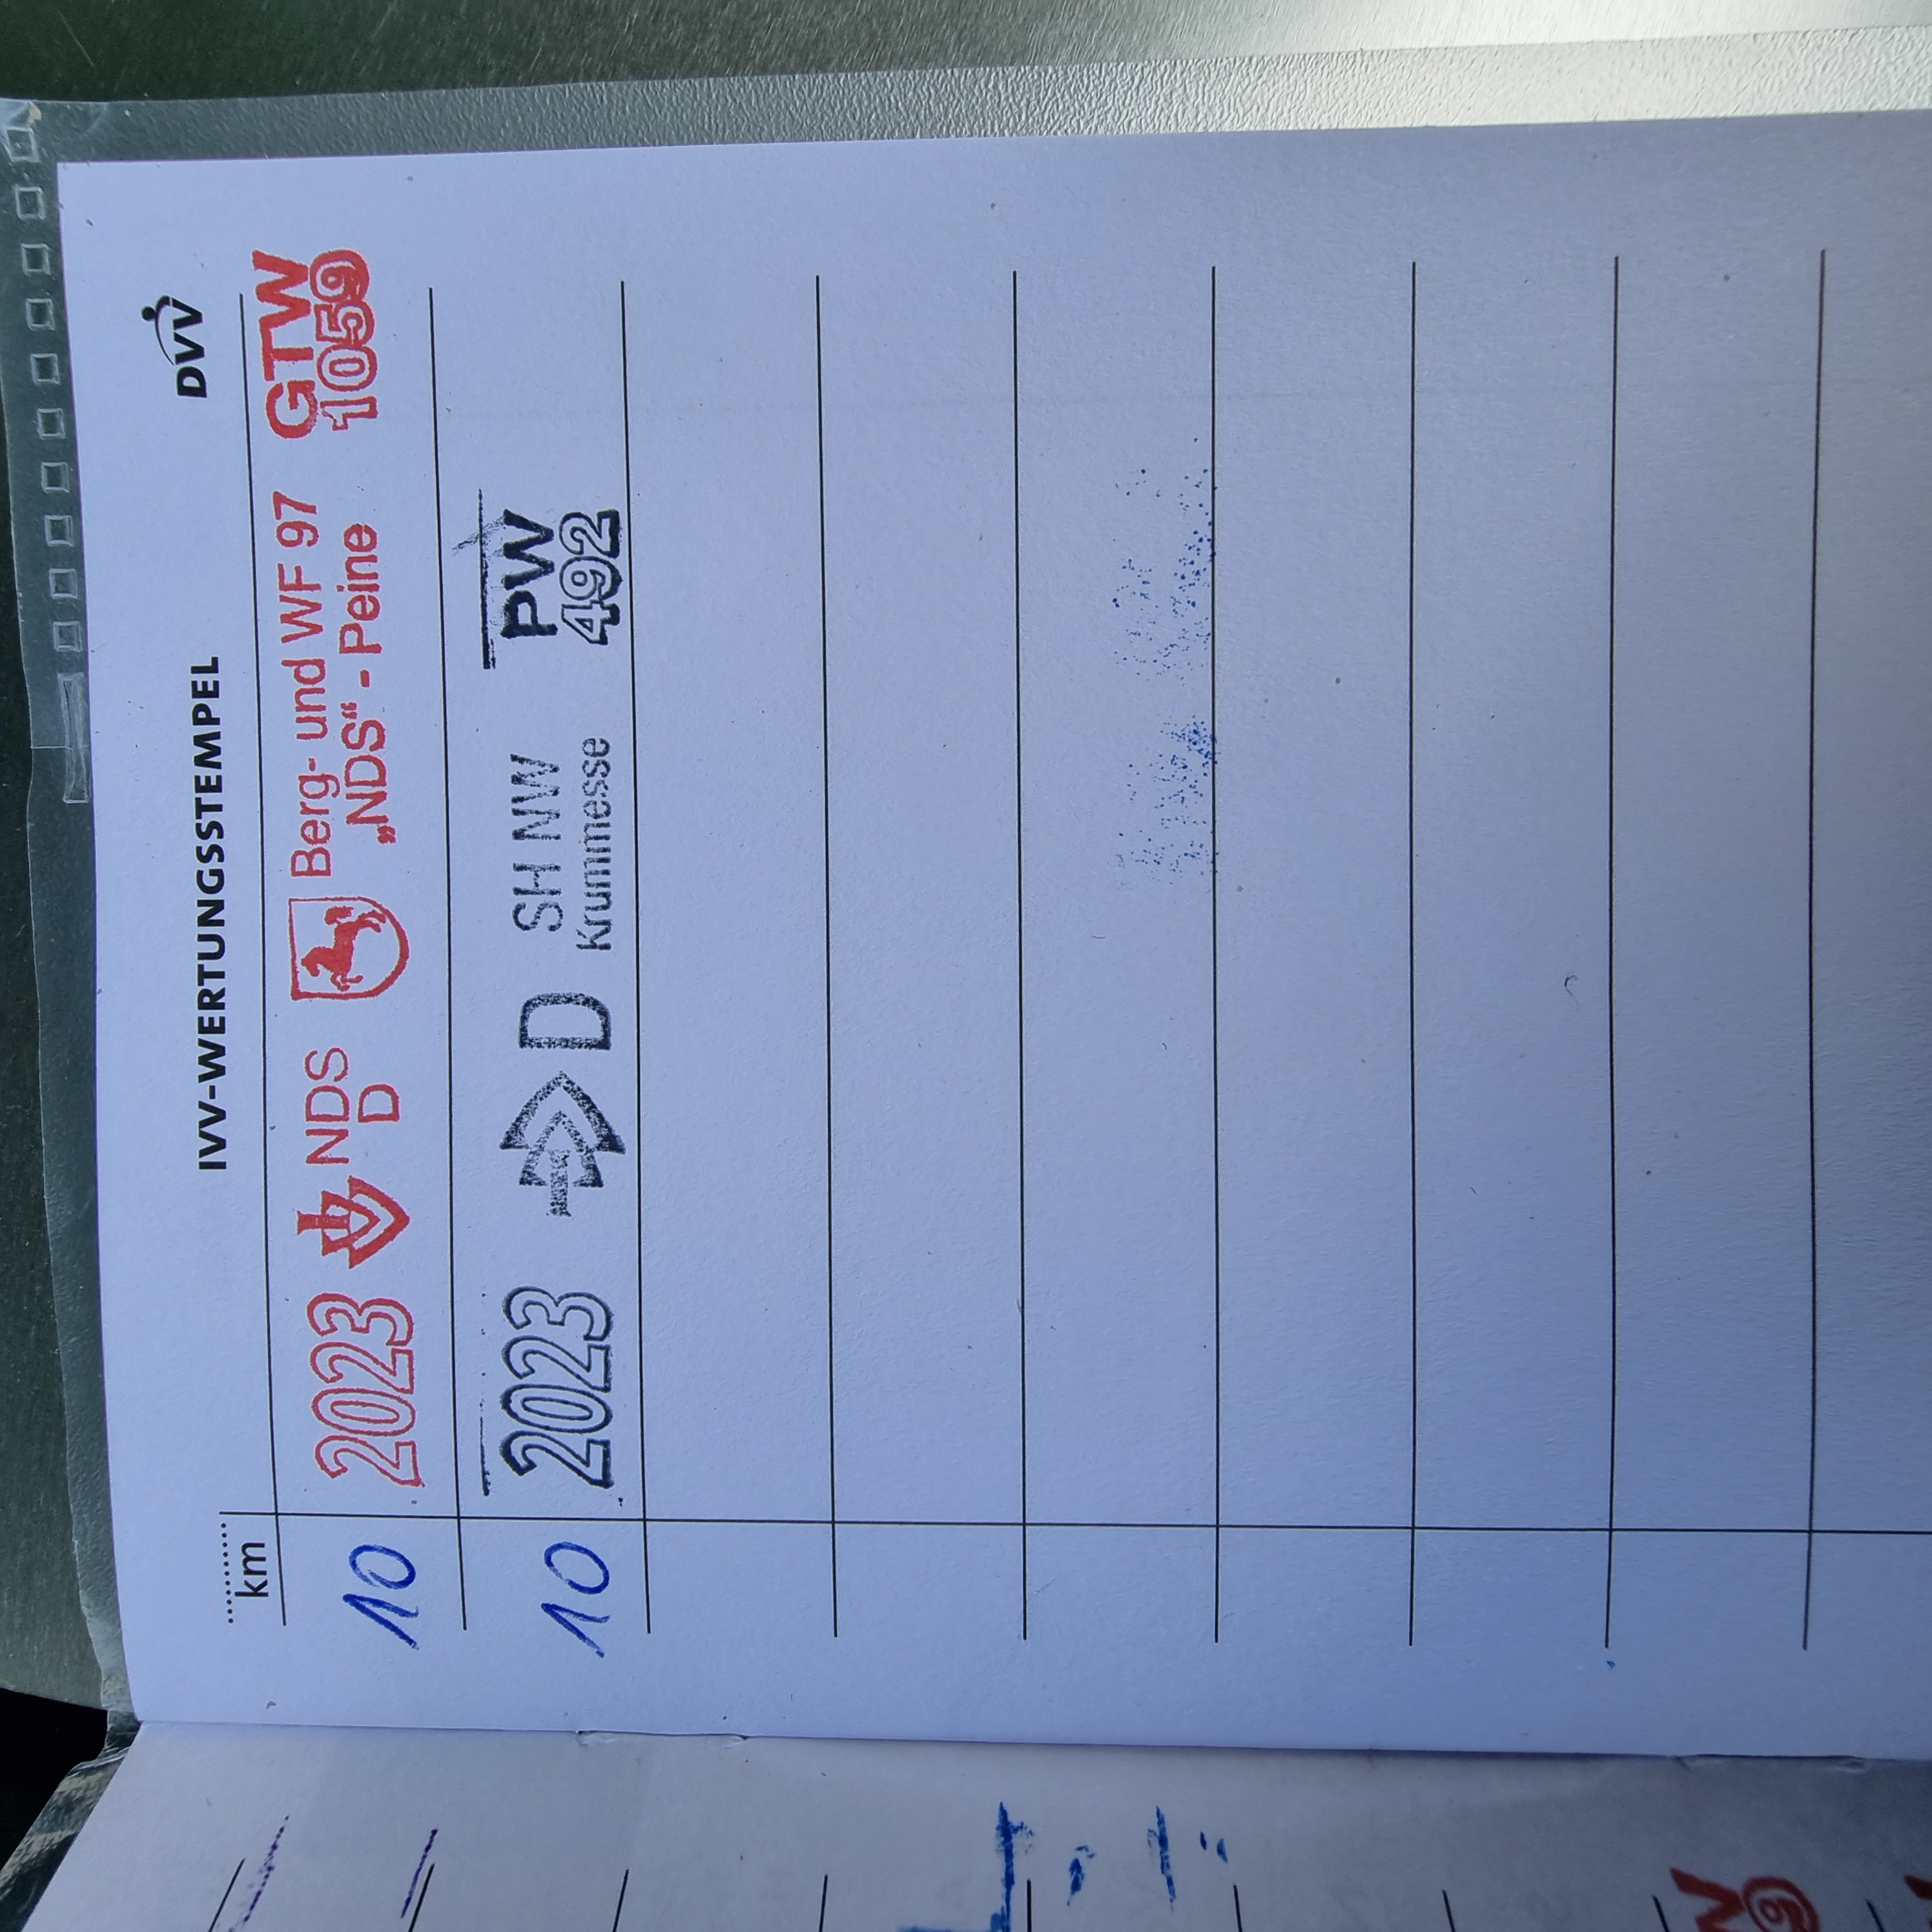 IVV-WERTUNGSSTEMPEL
DVV
km
10
2023
NDS
D
Berg- und WF 97
„NDS“ - Peine
GTW
1059
10
2023
D
SH NW
Krummesse
PW
492